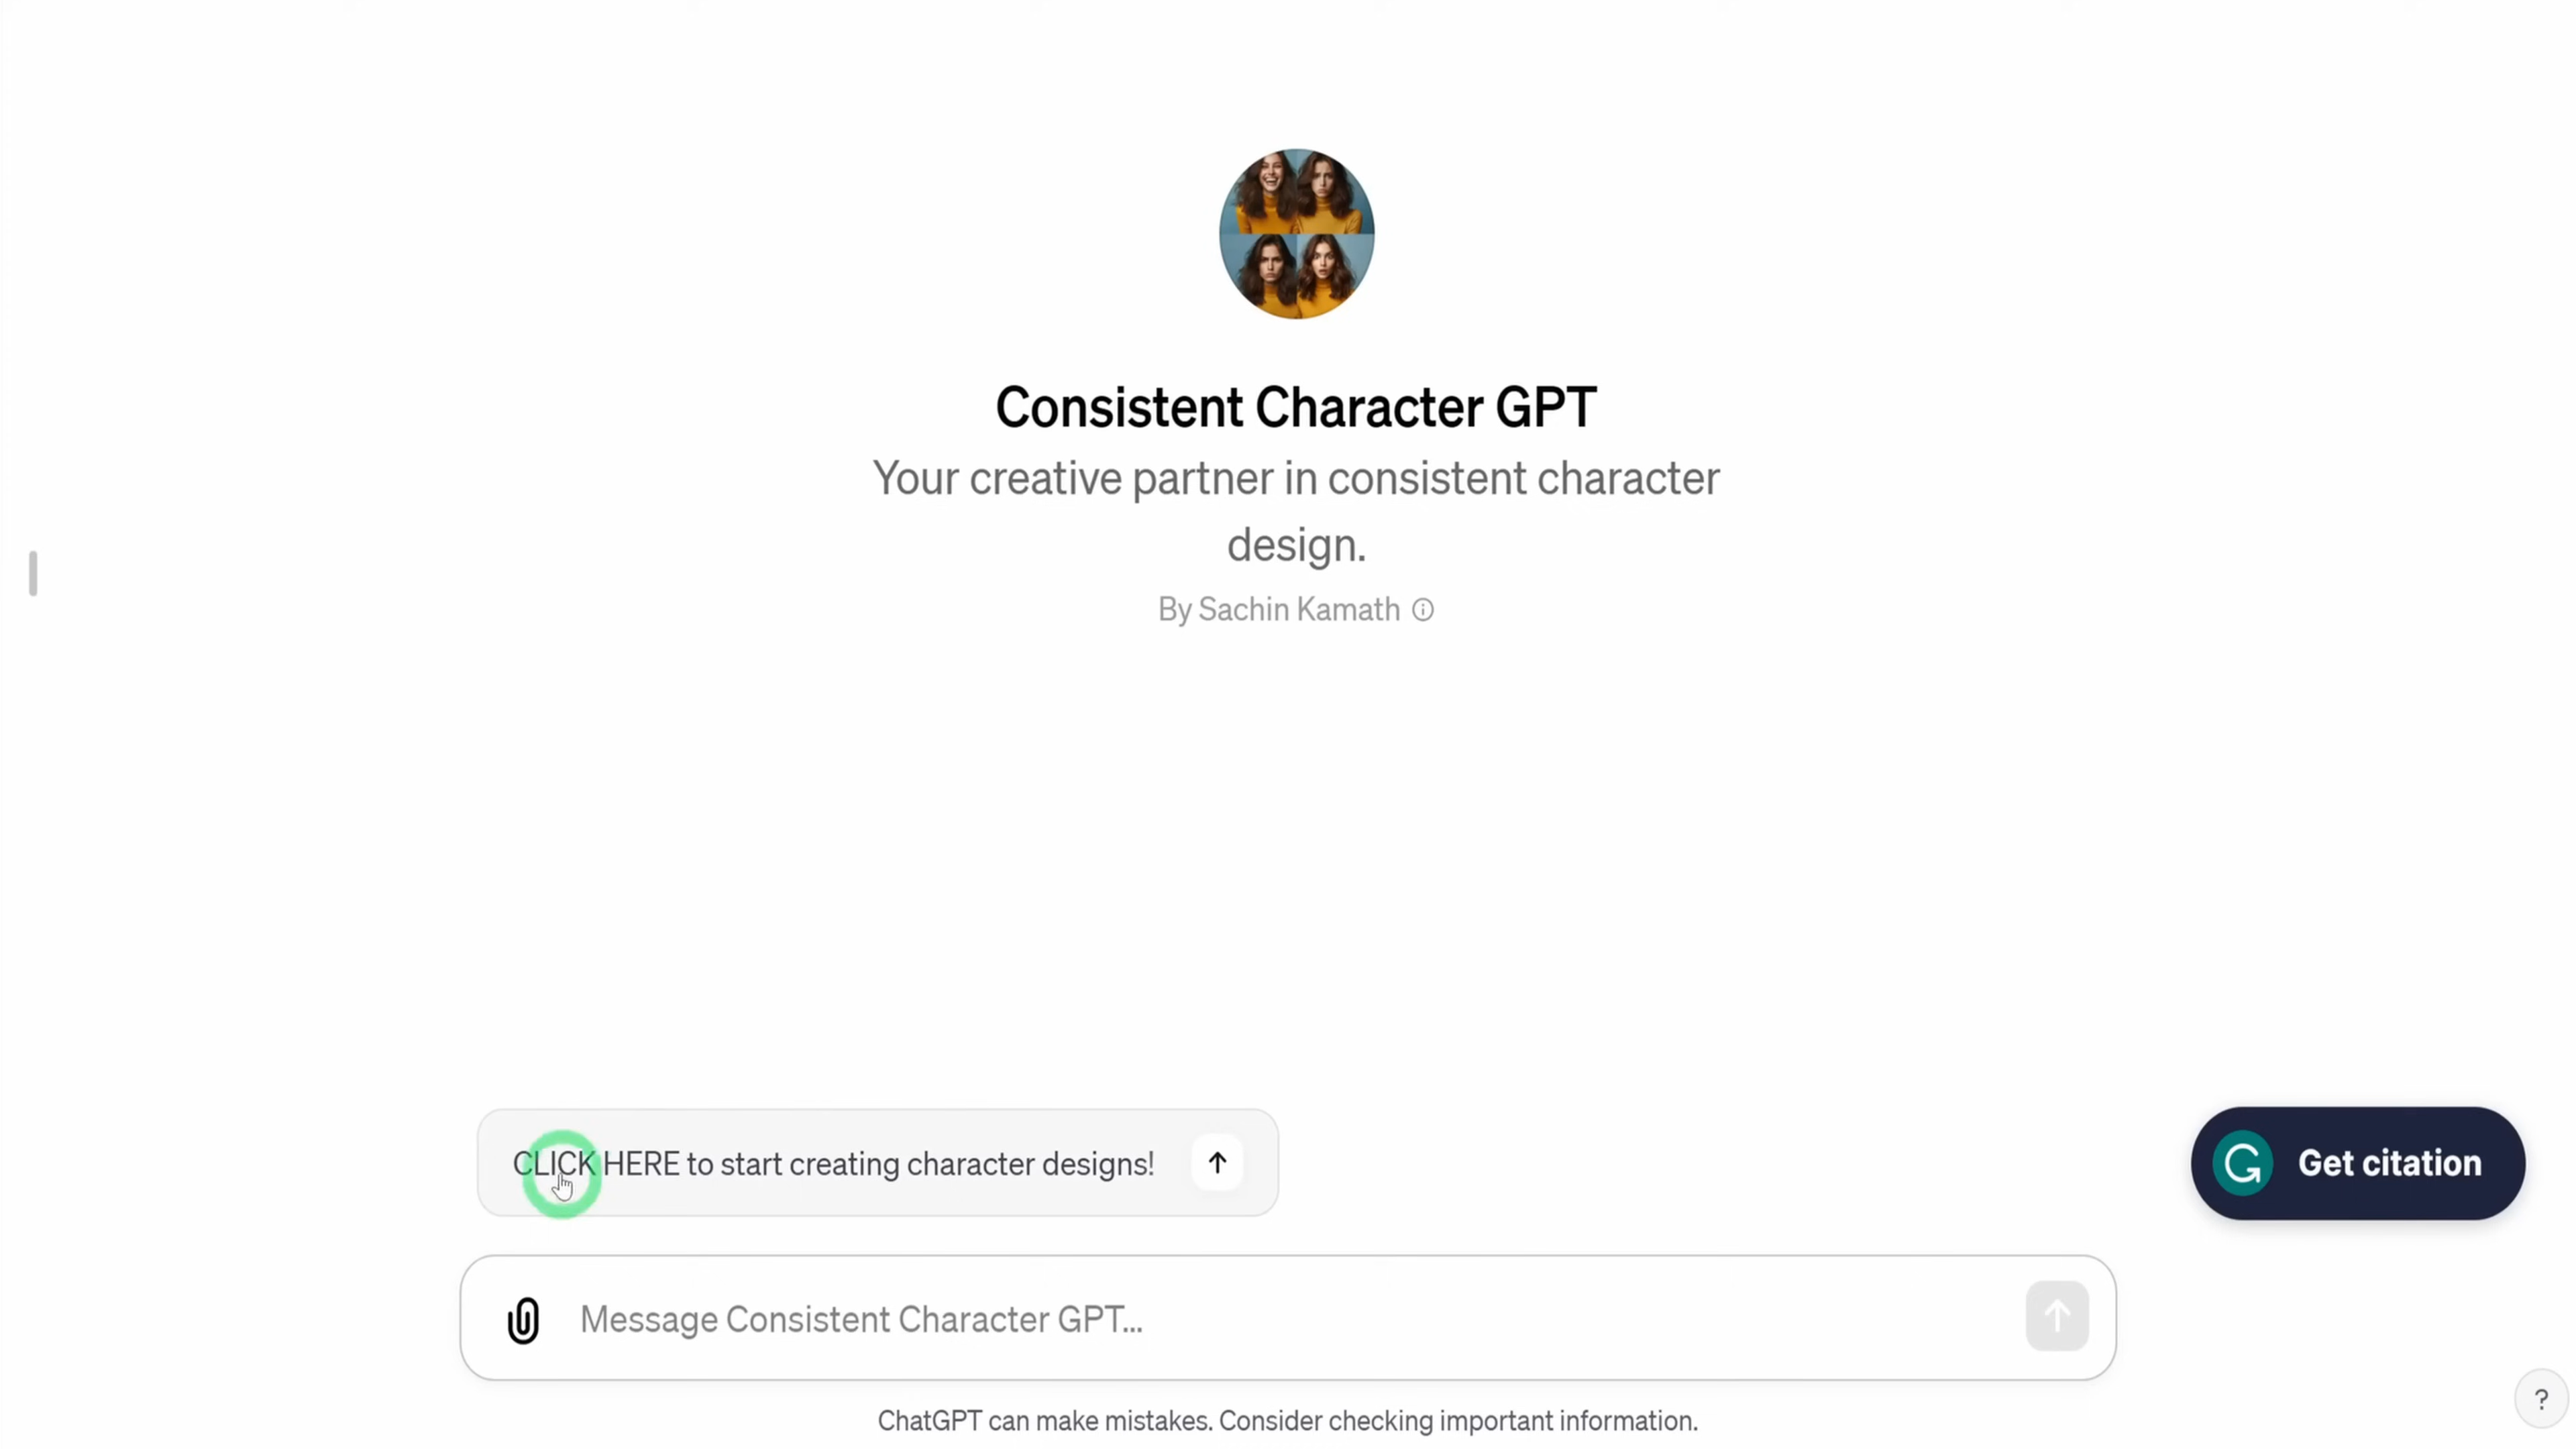 Consistent Character GPT
Your creative partner in consistent character
design.
By Sachin Kamath
CLICK HERE to start creating character designs!
Get citation
Message Consistent Character GPT...
ChatGPT can make mistakes. Consider checking important information.
?